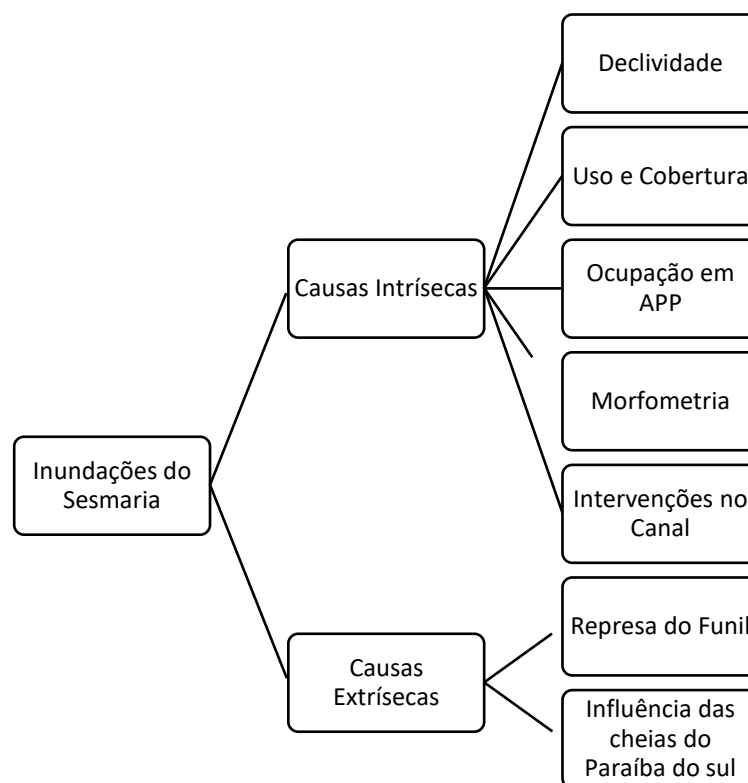 Declividade
Uso e Cobertura
Ocupação em
APP
Causas Intrísecas
Morfometria
Inundações do
Sesmaria
Intervenções no
Canal
Represa do Funil
Causas
Extrísecas
Influência das
cheias do
Paraíba do sul